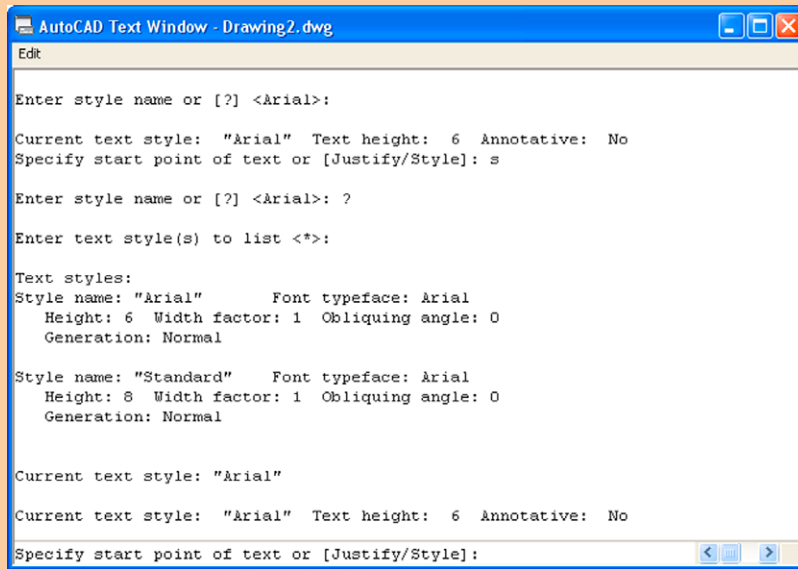 AutoCAD Text Window - Drawing2.dwg
Edit
Enter style name or [?] <Arial>:
Current text style:  "Arial"  Text height:  6  Annotative:  No
Specify start point of text or [Justify/Style]: s
Enter style name or [?] <Arial>: ?
Enter text style(s) to list <*>:
Text styles:
Style name: "Arial"       Font typeface: Arial
   Height: 6  Width factor: 1  Obliquing angle: 0
   Generation: Normal
Style name: "Standard"    Font typeface: Arial
   Height: 8  Width factor: 1  Obliquing angle: 0
   Generation: Normal
Current text style: "Arial"
Current text style:  "Arial"  Text height:  6  Annotative:  No
Specify start point of text or [Justify/Style]: